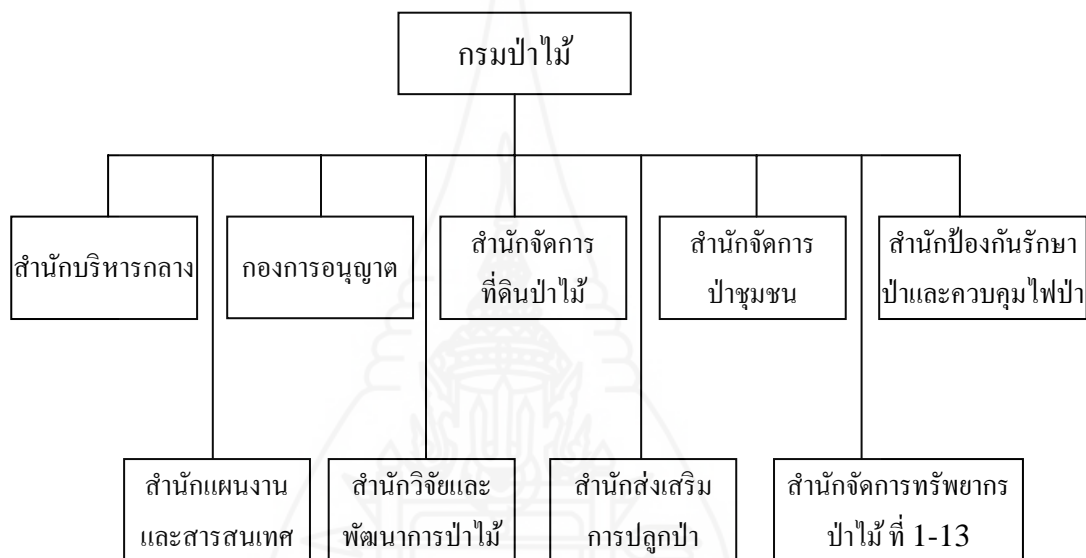 กรมป่าไม้
สำนักบริหารกลาง
กองการอนุญาต
สำนักจัดการ
ที่ดินป่าไม้
สำนักจัดการ
ป่าชุมชน
สำนักป้องกันรักษา
ป่าและควบคุมไฟป่า
สำนักแผนงาน
และสารสนเทศ
สำนักวิจัยและ
พัฒนาการป่าไม้
สำนักส่งเสริม
การปลูกป่า
สำนักจัดการทรัพยากร
ป่าไม้ ที่ 1-13